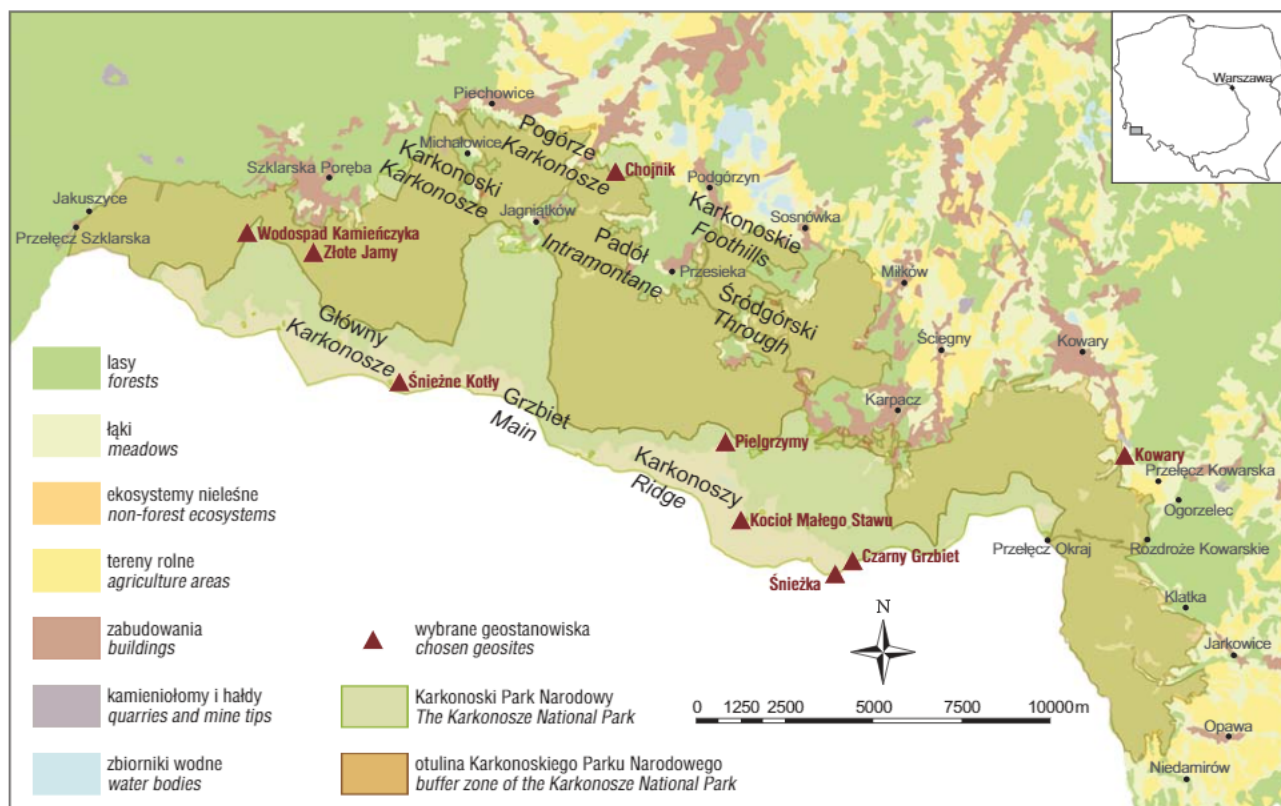 Warszawa
Piechowice
Pogórze
Karkonosze
Michałowice
Karkonoski
Karkonosze
Chojnik
Szklarska Poręba
Podgórzyn
Jakuszyce
Jagniątków
Karkonoskie
Foothills
Sosnówka
Przełęcz Szklarska
Wodospad Kamieńczyka
Złote Jamy
Padół
Intramontane
Przesieka
Miłków
Śródgórski
Through
Główny
Karkonosze
Ściegny
Kowary
Śnieżne Kotły
Grzbiet
Main
Karpacz
Pielgrzymy
Kowary
Przełęcz Kowarska
Karkonoszy
Ridge
Ogorzelec
Kocioł Małego Stawu
Przełęcz Okraj
Rozdroże Kowarskie
Czarny Grzbiet
Śnieżka
Klatka
Jarkowice
Opawa
Niedamirów
lasy
forests
łąki
meadows
ekosystemy nieleśne
non-forest ecosystems
tereny rolne
agriculture areas
zabudowania
buildings
kamieniołomy i hałdy
quarries and mine tips
zbiorniki wodne
water bodies
wybrane geostanowiska
chosen geosites
Karkonoski Park Narodowy
The Karkonosze National Park
otulina Karkonoskiego Parku Narodowego
buffer zone of the Karkonosze National Park
N
0 1250 2500 5000 7500 10000m